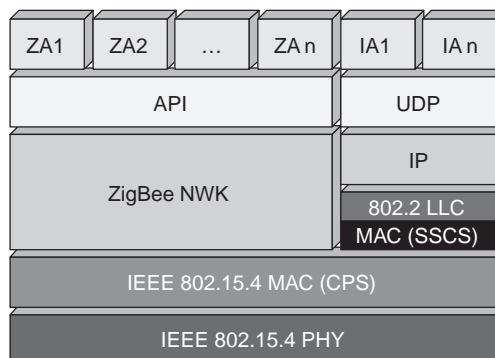 ZA1 ZA2 … ZA n IA1 IA n
API UDP
ZigBee NWK IP
802.2 LLC
MAC (SSCS)
IEEE 802.15.4 MAC (CPS)
IEEE 802.15.4 PHY